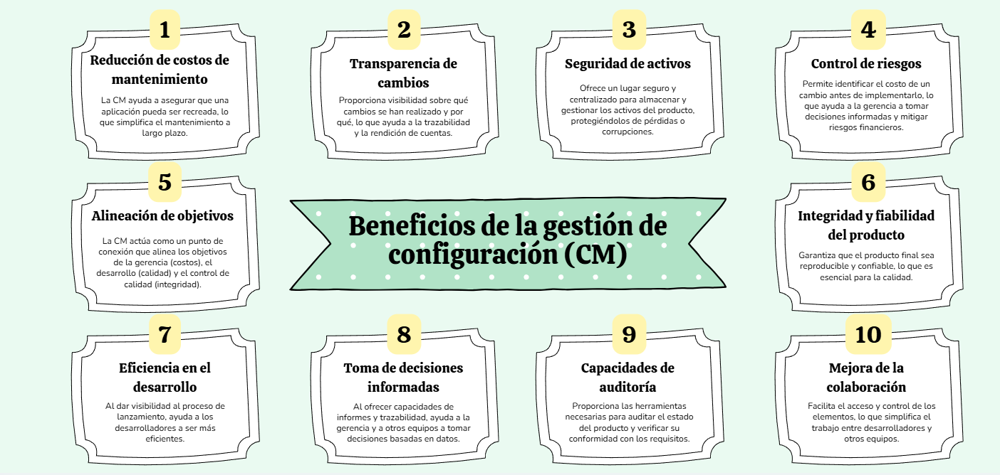 1
Reducción de costos de
mantenimiento
La CM ayuda a asegurar que una
aplicación pueda ser recreada, lo
que simplifica el mantenimiento a
largo plazo.
2
Transparencia de
cambios
Proporciona visibilidad sobre qué
cambios se han realizado y por
qué, lo que ayuda a la trazabilidad
y la rendición de cuentas.
3
Seguridad de activos
Ofrece un lugar seguro y
centralizado para almacenar y
gestionar los activos del producto,
protegiéndolos de pérdidas o
corrupciones.
4
Control de riesgos
Permite identificar el costo de un
cambio antes de implementarlo, lo
que ayuda a la gerencia a tomar
decisiones informadas y mitigar
riesgos financieros.
5
Alineación de objetivos
La CM actúa como un punto de
conexión que alinea los objetivos
de la gerencia (costos), el
desarrollo (calidad) y el control de
calidad (integridad).
Beneficios de la gestión de
configuración (CM)
6
Integridad y fiabilidad
del producto
Garantiza que el producto final sea
reproducible y confiable, lo que es
esencial para la calidad.
7
Eficiencia en el
desarrollo
Al dar visibilidad al proceso de
lanzamiento, ayuda a los
desarrolladores a ser más
eficientes.
8
Toma de decisiones
informadas
Al ofrecer capacidades de
informes y trazabilidad, ayuda a la
gerencia y a otros equipos a tomar
decisiones basadas en datos.
9
Capacidades de
auditoría
Proporciona las herramientas
necesarias para auditar el estado
del producto y verificar su
conformidad con los requisitos.
10
Mejora de la
colaboración
Facilita el acceso y control de los
elementos, lo que simplifica el
trabajo entre desarrolladores y
otros equipos.